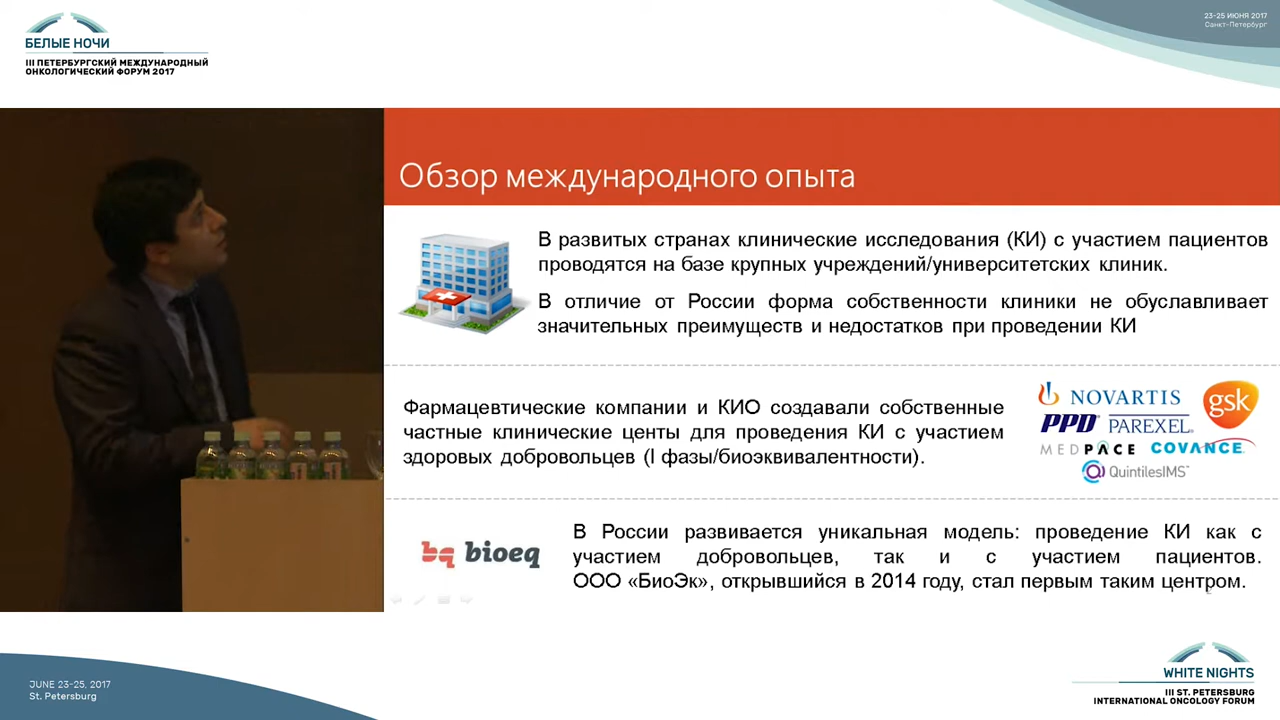 БЕЛЫЕ НОЧИ
III ПЕТЕРБУРГСКИЙ МЕЖДУНАРОДНЫЙ
ОНКОЛОГИЧЕСКИЙ ФОРУМ 2017
23-25 ИЮНЯ 2017
Санкт-Петербург
Обзор международного опыта
В развитых странах клинические исследования (КИ) с участием пациентов
проводятся на базе крупных учреждений/университетских клиник.
В отличие от России форма собственности клиники не обуславливает
значительных преимуществ и недостатков при проведении КИ
Фармацевтические компании и КИО создавали собственные
частные клинические центы для проведения КИ с участием
здоровых добровольцев (I фазы/биоэквивалентности).
NOVARTIS
gsk
PPD PAREXEL
MEDPACE COVANCE
QuintilesIMS
bq bioeq
В России развивается уникальная модель: проведение КИ как с
участием добровольцев, так и с участием пациентов.
ООО «БиоЭк», открывшийся в 2014 году, стал первым таким центром.
JUNE 23-25, 2017
St. Petersburg
WHITE NIGHTS
III ST. PETERSBURG
INTERNATIONAL ONCOLOGY FORUM